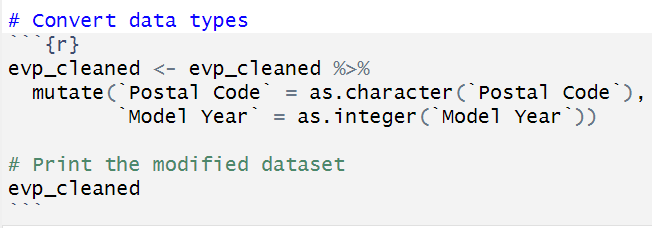 # Convert data types
```{r}
evp_cleaned <- evp_cleaned %>%
  mutate(`Postal Code` = as.character(`Postal Code`),
         `Model Year` = as.integer(`Model Year`))

# Print the modified dataset
evp_cleaned
```